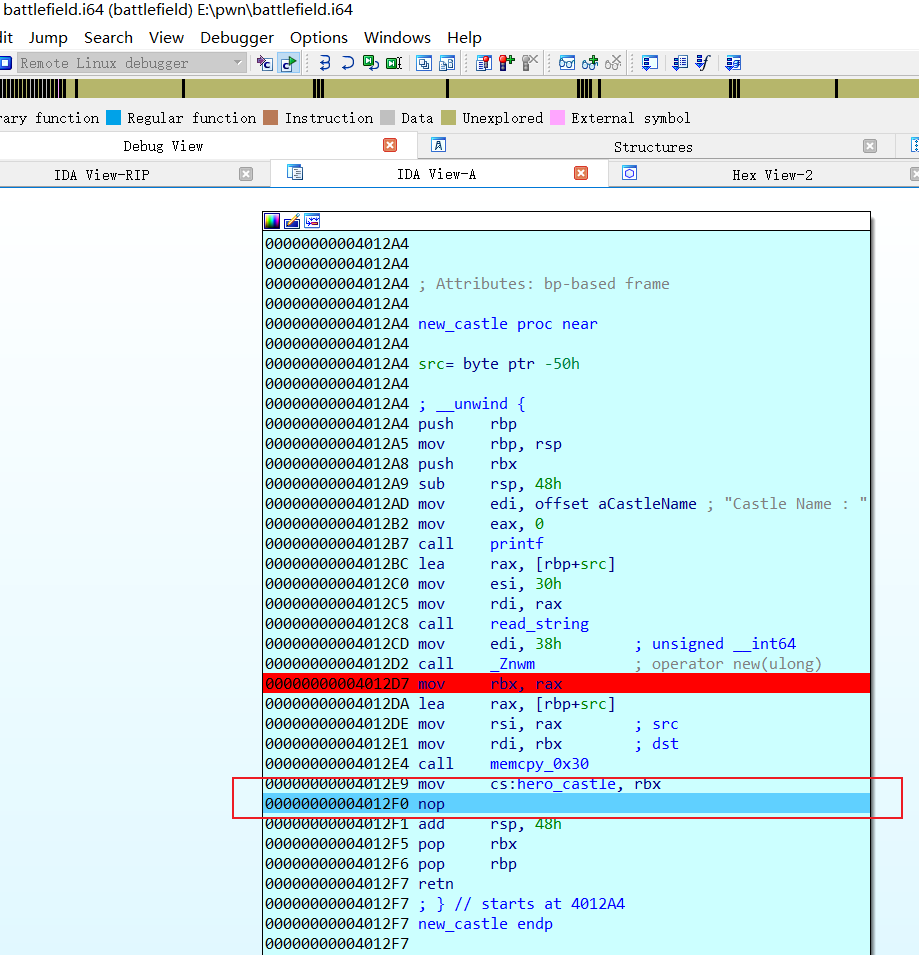 battlefield.i64 (battlefield) E:\pwn\battlefield.i64
dit Jump Search View Debugger Options Windows Help
Remote Linux debugger
rary function Regular function Instruction Data Unexplored External symbol
Debug View Structures
IDA View-RIP IDA View-A Hex View-2
00000000004012A4
00000000004012A4
00000000004012A4 ; Attributes: bp-based frame
00000000004012A4
00000000004012A4 new_castle proc near
00000000004012A4
00000000004012A4 src= byte ptr -50h
00000000004012A4
00000000004012A4 ; __unwind {
00000000004012A4 push rbp
00000000004012A5 mov rbp, rsp
00000000004012A8 push rbx
00000000004012A9 sub rsp, 48h
00000000004012AD mov edi, offset aCastleName ; "Castle Name : "
00000000004012B2 mov eax, 0
00000000004012B7 call printf
00000000004012BC lea rax, [rbp+src]
00000000004012C0 mov esi, 30h
00000000004012C5 mov rdi, rax
00000000004012C8 call read_string
00000000004012CD mov edi, 38h ; unsigned __int64
00000000004012D2 call _Znwm ; operator new(ulong)
00000000004012D7 mov rbx, rax
00000000004012DA lea rax, [rbp+src]
00000000004012DE mov rsi, rax ; src
00000000004012E1 mov rdi, rbx ; dst
00000000004012E4 call memcpy_0x30
00000000004012E9 mov cs:hero_castle, rbx
00000000004012F0 nop
00000000004012F1 add rsp, 48h
00000000004012F5 pop rbx
00000000004012F6 pop rbp
00000000004012F7 retn
00000000004012F7 ; } // starts at 4012A4
00000000004012F7 new_castle endp
00000000004012F7